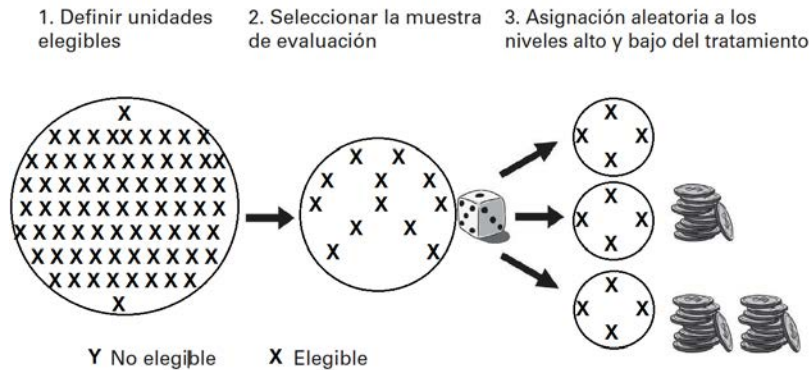 1. Definir unidades
elegibles
2. Seleccionar la muestra
de evaluación
3. Asignación aleatoria a los
niveles alto y bajo del tratamiento
X
X X X X X X X X X X
X X X X X X X X X X X X
X X X X X X X X X X X
X X X X X X X X X X X
X X X X X X X X X X X
X X X X X X X X X X
X X X X X X X X
X
X X
X X X
X X X
X X
X X
X
X X
X
X
X X
X
X
X X
X
Y No elegible X Elegible